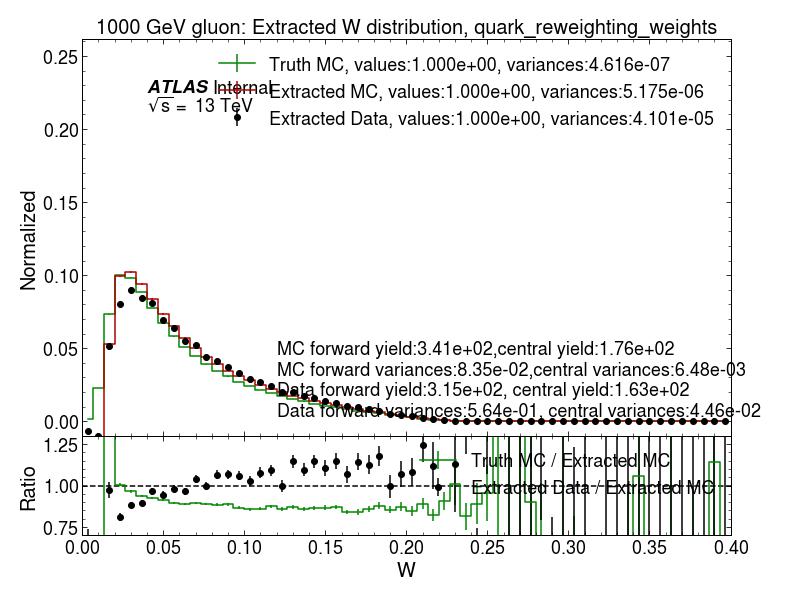 1000 GeV gluon: Extracted W distribution, quark_reweighting_weights
Truth MC, values:1.000e+00, variances:4.616e-07
ATLAS Internal
Extracted MC, values:1.000e+00, variances:5.175e-06
√s = 13 TeV
Extracted Data, values:1.000e+00, variances:4.101e-05
Normalized
0.25
0.20
0.15
0.10
0.05
0.00
MC forward yield:3.41e+02,central yield:1.76e+02
MC forward variances:8.35e-02,central variances:6.48e-03
Data forward yield:3.15e+02, central yield:1.63e+02
Data forward variances:5.64e-01, central variances:4.46e-02
Ratio
1.25
1.00
0.75
Truth MC / Extracted MC
Extracted Data / Extracted MC
0.00 0.05 0.10 0.15 0.20 0.25 0.30 0.35 0.40
W